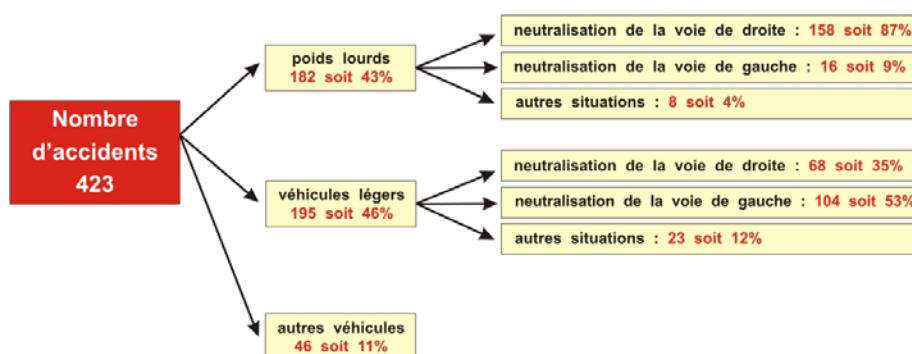 Nombre
d'accidents
423
poids lourds
182 soit 43%
neutralisation de la voie de droite : 158 soit 87%
neutralisation de la voie de gauche : 16 soit 9%
autres situations : 8 soit 4%
véhicules légers
195 soit 46%
neutralisation de la voie de droite : 68 soit 35%
neutralisation de la voie de gauche : 104 soit 53%
autres situations : 23 soit 12%
autres véhicules
46 soit 11%